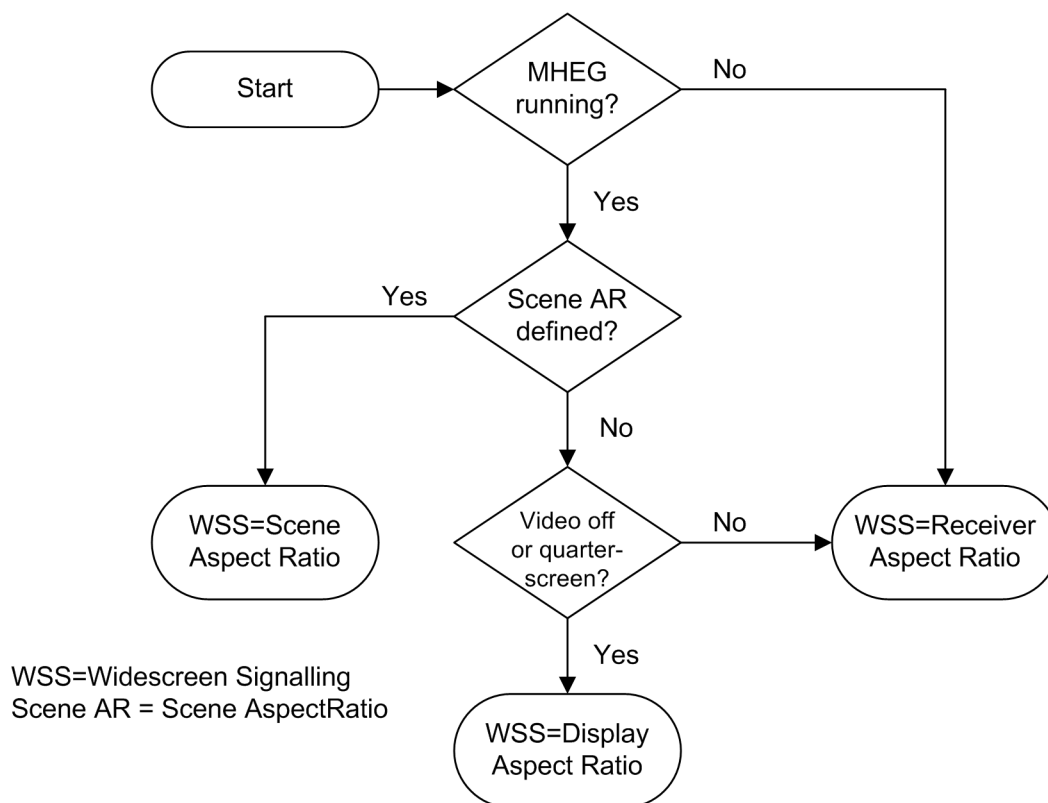 Start
MHEG
running?
No
Yes
Scene AR
defined?
Yes
No
WSS=Scene
Aspect Ratio
Video off
or quarter-
screen?
No
WSS=Receiver
Aspect Ratio
Yes
WSS=Display
Aspect Ratio
WSS=Widescreen Signalling
Scene AR = Scene AspectRatio